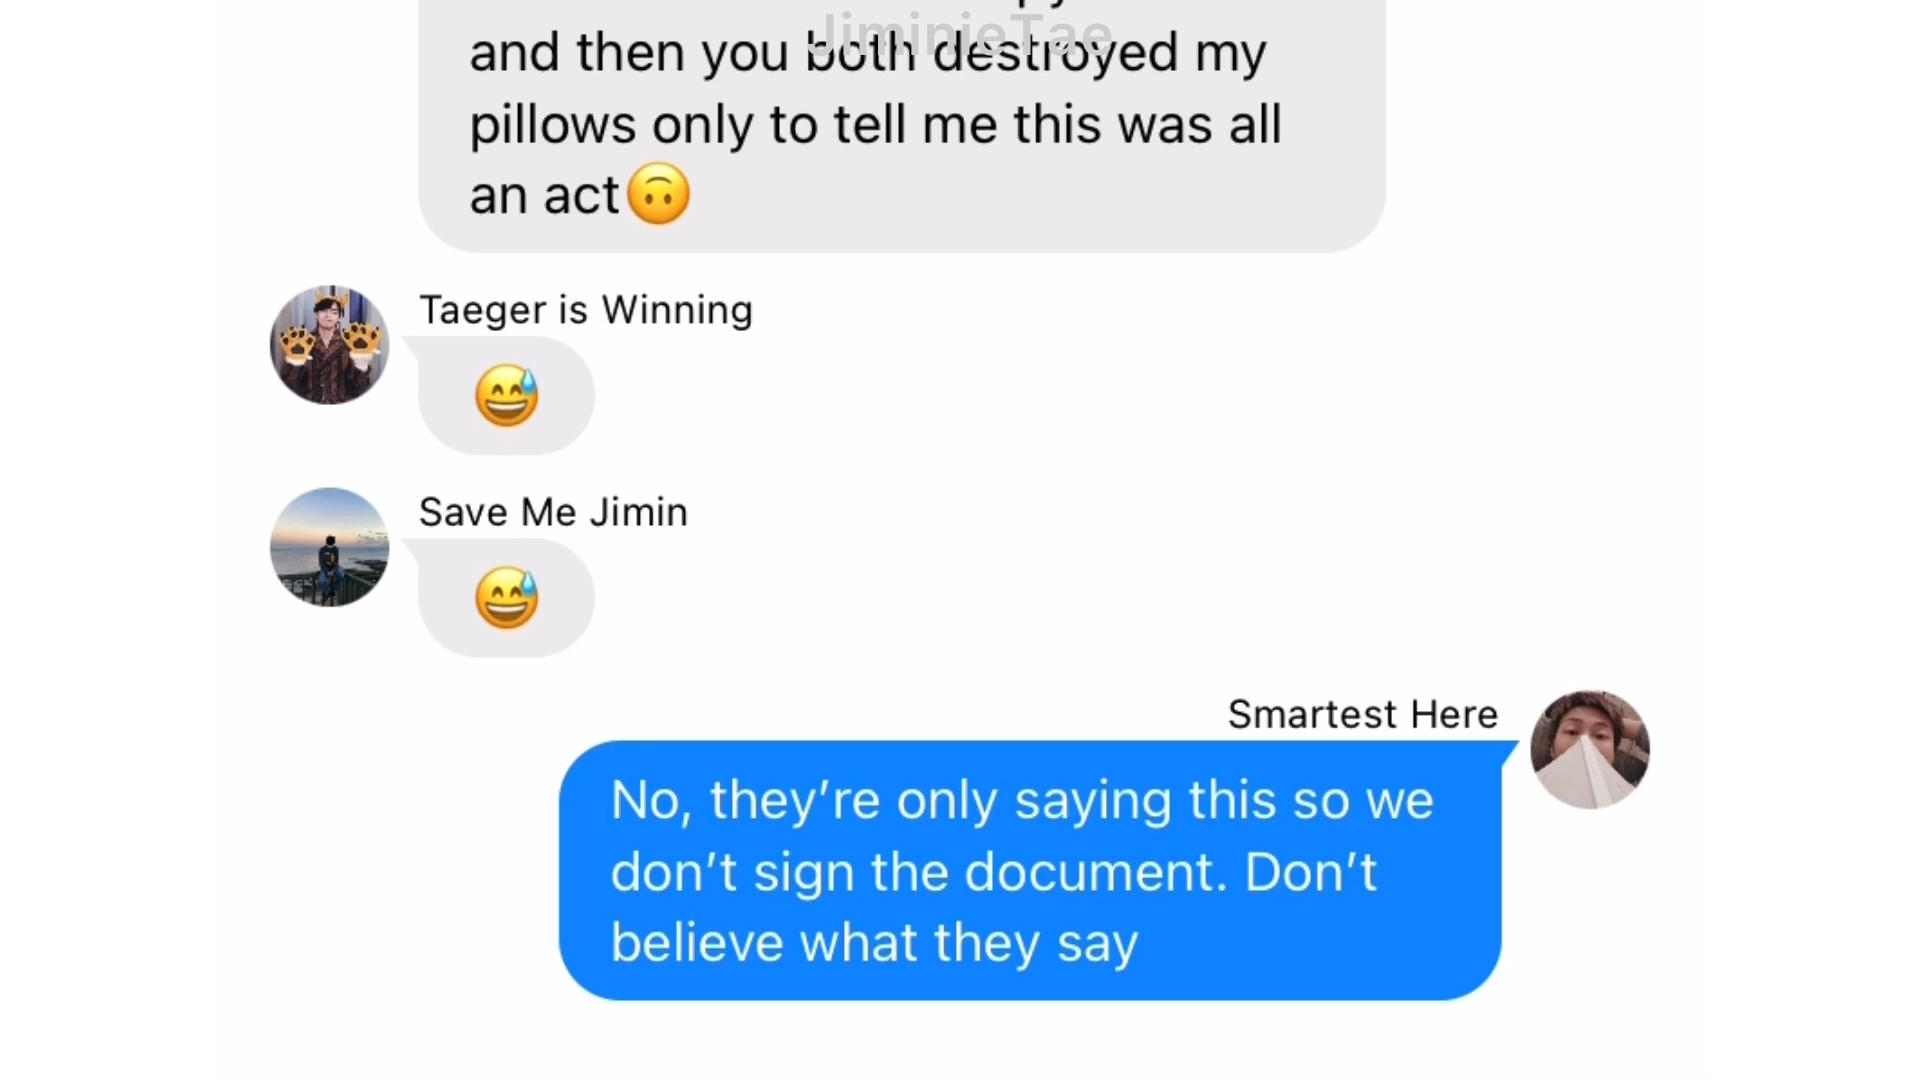 JiminieTae
and then you both destroyed my
pillows only to tell me this was all
an act🙃
Taeger is Winning
😅
Save Me Jimin
😅
Smartest Here
No, they’re only saying this so we
don’t sign the document. Don’t
believe what they say